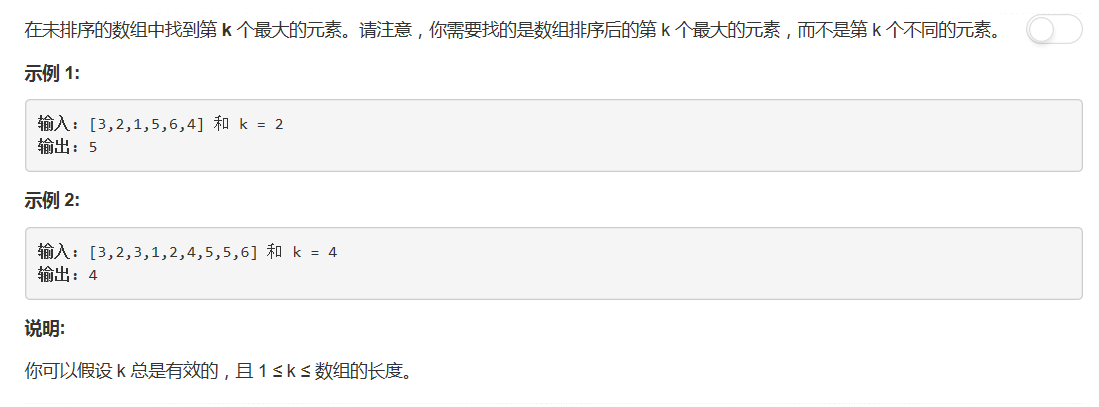 在未排序的数组中找到第 k 个最大的元素。请注意，你需要找的是数组排序后的第 k 个最大的元素，而不是第 k 个不同的元素。
示例 1:
输入: [3,2,1,5,6,4] 和 k = 2
输出: 5
示例 2:
输入: [3,2,3,1,2,4,5,5,6] 和 k = 4
输出: 4
说明:
你可以假设 k 总是有效的，且 1 ≤ k ≤ 数组的长度。